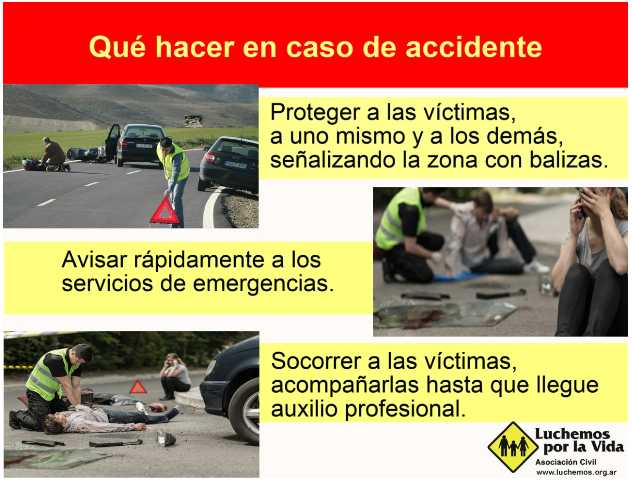 Qué hacer en caso de accidente
Proteger a las víctimas,
a uno mismo y a los demás,
señalizando la zona con balizas.
Avisar rápidamente a los
servicios de emergencias.
Socorrer a las víctimas,
acompañarlas hasta que llegue
auxilio profesional.
Luchemos
por la Vida
Asociación Civil
www.luchemos.org.ar